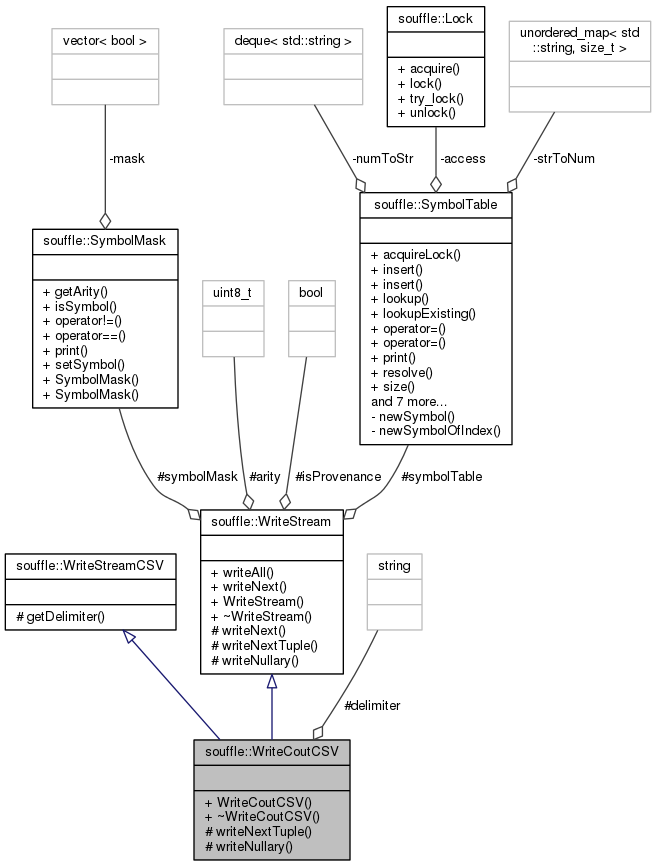 souffle::Lock
+ acquire()
+ lock()
+ try_lock()
+ unlock()
vector< bool >
deque< std::string >
unordered_map< std
::string, size_t >
-mask
-numToStr
-access
-strToNum
souffle::SymbolMask
+ getArity()
+ isSymbol()
+ operator!=()
+ operator==()
+ print()
+ setSymbol()
+ SymbolMask()
+ SymbolMask()
uint8_t
bool
souffle::SymbolTable
+ acquireLock()
+ insert()
+ insert()
+ lookup()
+ lookupExisting()
+ operator=()
+ operator=()
+ print()
+ resolve()
+ size()
and 7 more...
- newSymbol()
- newSymbolOfIndex()
#symbolMask
#arity
#isProvenance
#symbolTable
souffle::WriteStream
+ writeAll()
+ writeNext()
+ WriteStream()
+ ~WriteStream()
# writeNext()
# writeNextTuple()
# writeNullary()
souffle::WriteStreamCSV
# getDelimiter()
string
#delimiter
souffle::WriteCoutCSV
+ WriteCoutCSV()
+ ~WriteCoutCSV()
# writeNextTuple()
# writeNullary()